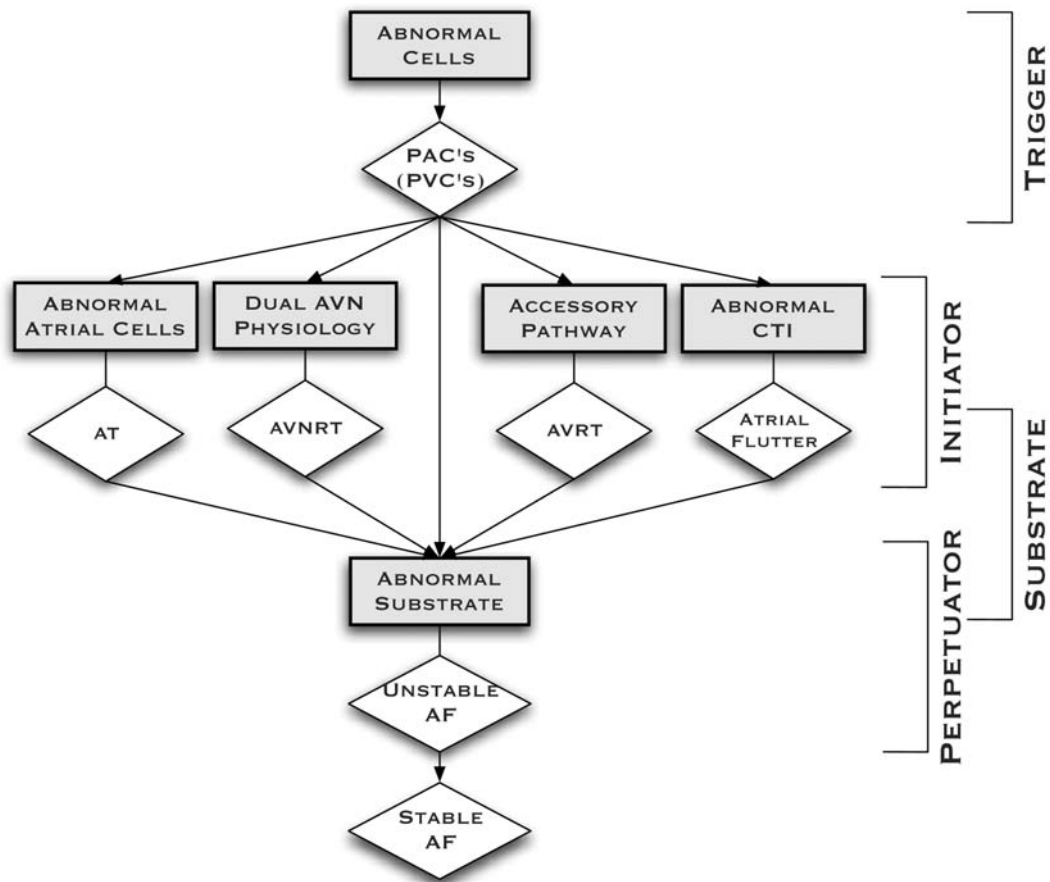 ABNORMAL
CELLS
PAC'S
(PVC'S)
TRIGGER
ABNORMAL
ATRIAL CELLS
DUAL AVN
PHYSIOLOGY
ACCESSORY
PATHWAY
ABNORMAL
CTI
INITIATOR
AT
AVNRT
AVRT
ATRIAL
FLUTTER
SUBSTRATE
ABNORMAL
SUBSTRATE
PERPETUATOR
UNSTABLE
AF
STABLE
AF